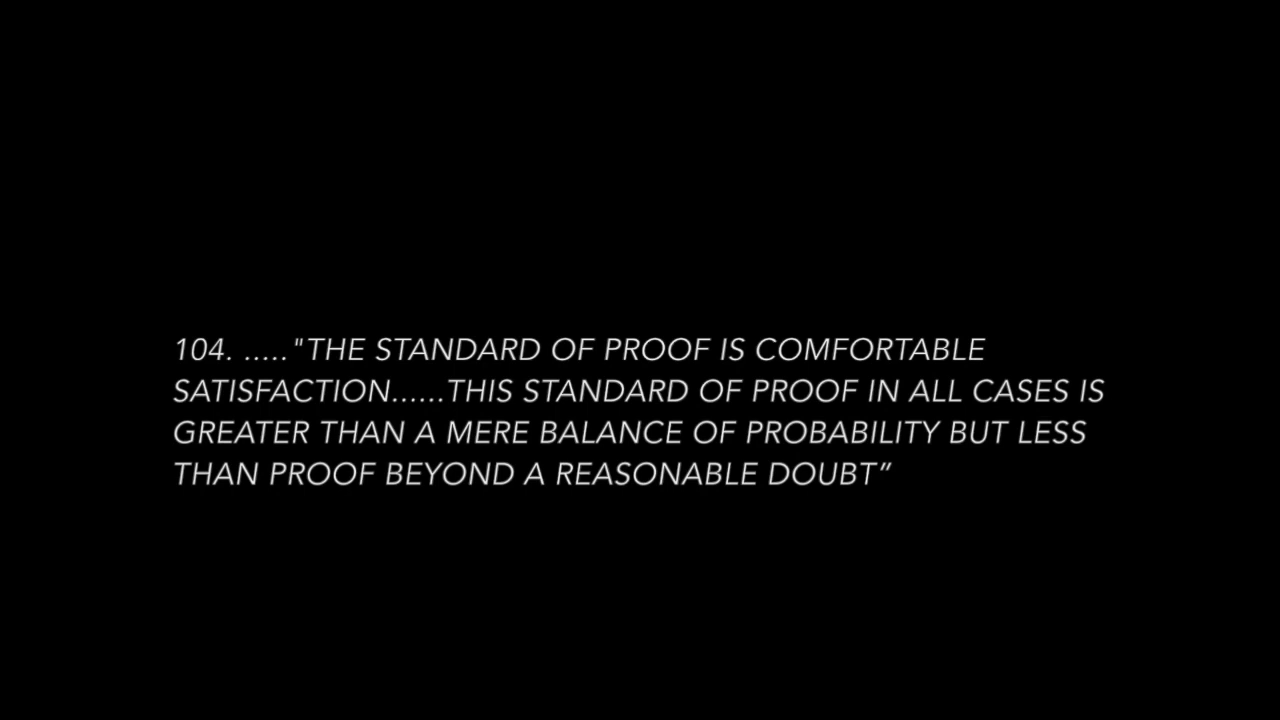 104. ....."THE STANDARD OF PROOF IS COMFORTABLE
SATISFACTION......THIS STANDARD OF PROOF IN ALL CASES IS
GREATER THAN A MERE BALANCE OF PROBABILITY BUT LESS
THAN PROOF BEYOND A REASONABLE DOUBT”